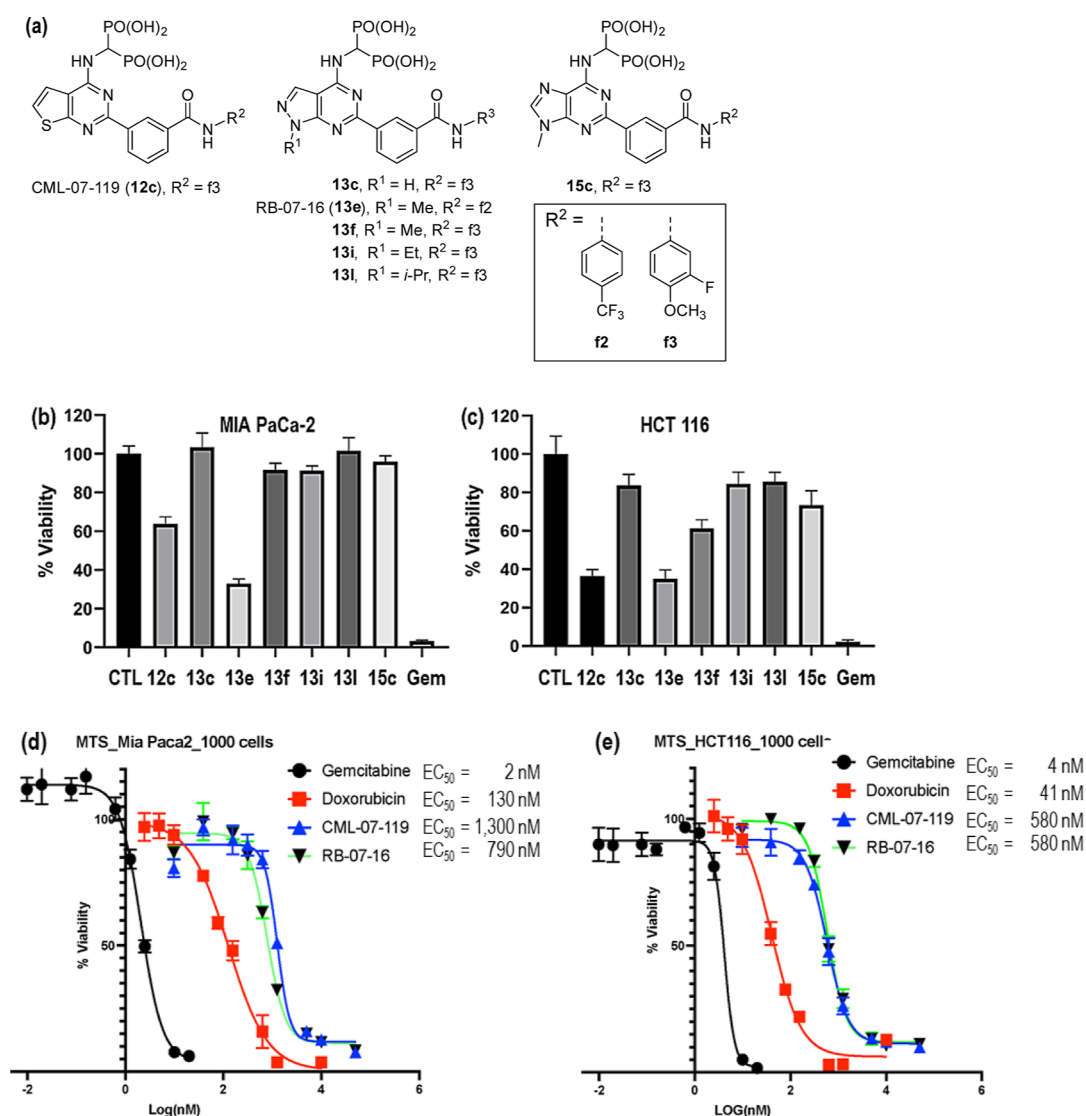 (a)
PO(OH)2
HN
PO(OH)2
N
N
S
O
N
H
R2
CML-07-119 (12c), R2 = f3
PO(OH)2
HN
PO(OH)2
N
N
N
N
R1
O
N
H
R3
13c, R1 = H, R2 = f3
RB-07-16 (13e), R1 = Me, R2 = f2
13f, R1 = Me, R2 = f3
13i, R1 = Et, R2 = f3
13l, R1 = i-Pr, R2 = f3
PO(OH)2
HN
PO(OH)2
N
N
N
N
O
N
H
R2
15c, R2 = f3
R2 =
CF3
F
OCH3
f2 f3
(b)
MIA PaCa-2
% Viability
120
100
80
60
40
20
0
CTL 12c 13c 13e 13f 13i 13l 15c Gem
(c)
HCT 116
% Viability
120
100
80
60
40
20
0
CTL 12c 13c 13e 13f 13i 13l 15c Gem
(d)
MTS_Mia Paca2_1000 cells
Gemcitabine EC50 = 2 nM
Doxorubicin EC50 = 130 nM
CML-07-119 EC50 = 1,300 nM
RB-07-16 EC50 = 790 nM
% Viability
100
50
-2 0 2 4 6
Log(nM)
(e)
MTS_HCT116_1000 cells
Gemcitabine EC50 = 4 nM
Doxorubicin EC50 = 41 nM
CML-07-119 EC50 = 580 nM
RB-07-16 EC50 = 580 nM
% Viability
100
50
-2 0 2 4 6
LOG(nM)